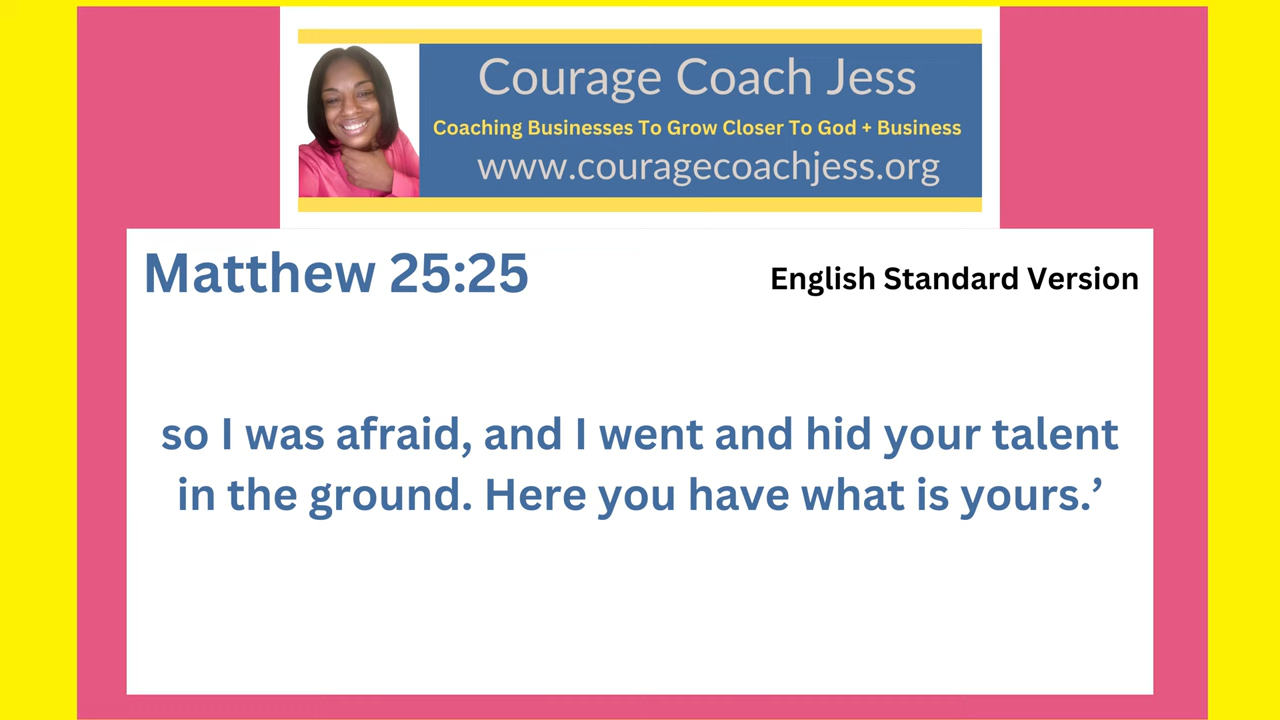 Courage Coach Jess
Coaching Businesses To Grow Closer To God + Business
www.couragecoachjess.org
Matthew 25:25
English Standard Version
so I was afraid, and I went and hid your talent
in the ground. Here you have what is yours.’